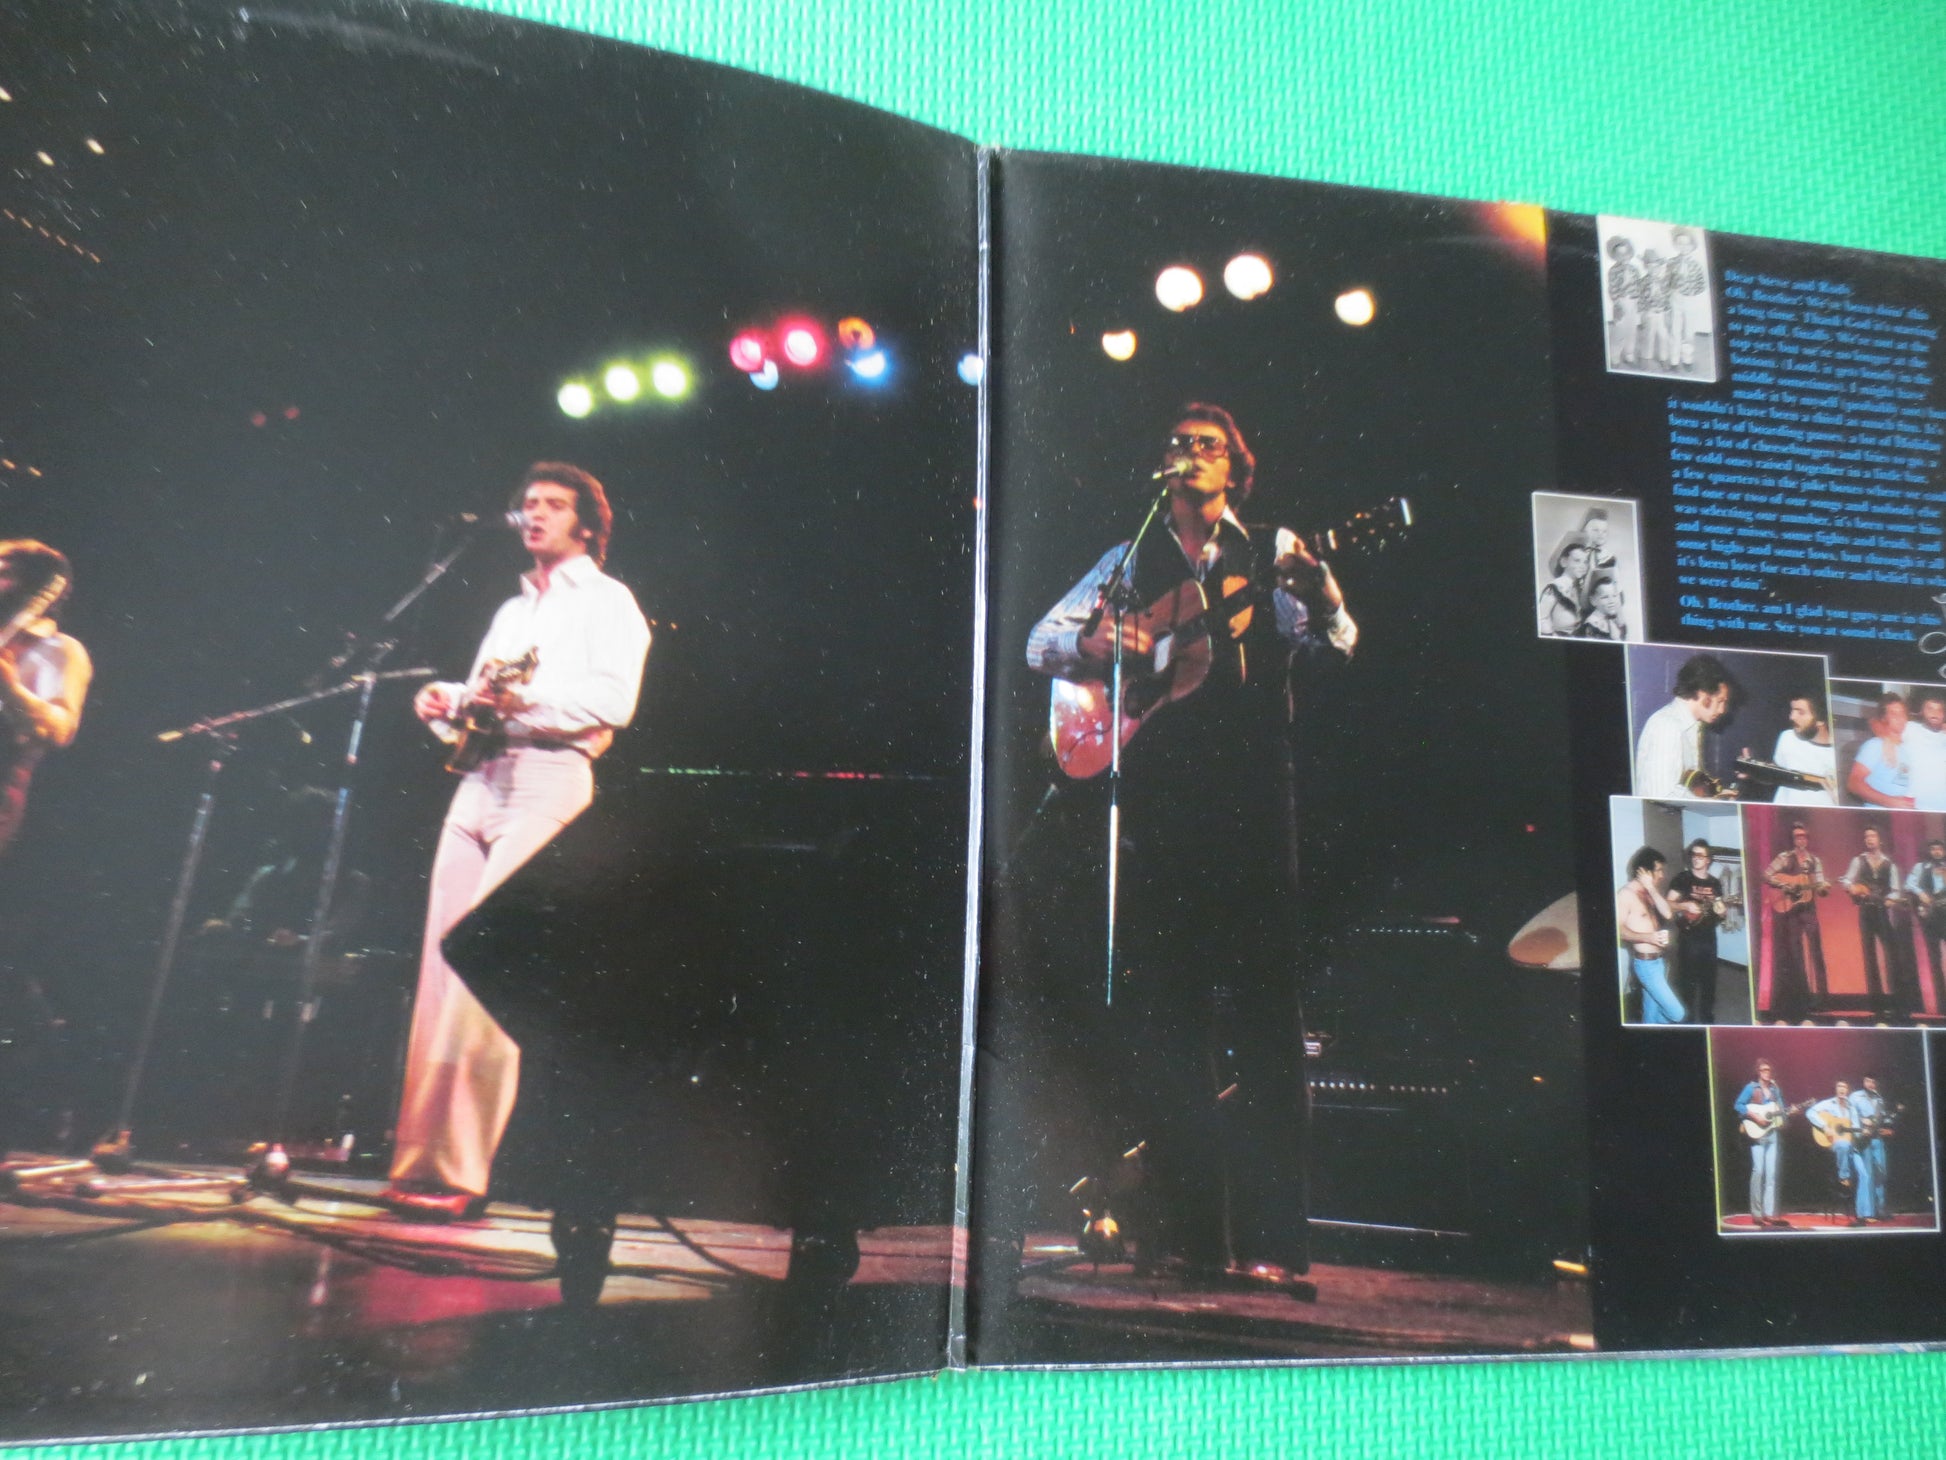 Dear Steve and Rudy,
Oh, Brother! We've been doin' this
a long time. Thank God it's starting
to pay off, finally. We're not at the
top yet, but we're no longer at the
bottom. (Lord, it gets lonely in the
middle sometimes). I might have
made it by myself (probably not) but
it wouldn't have been a third as much fun. It's
been a lot of boarding passes, a lot of Holiday
Inns, a lot of cheeseburgers and fries to go, a
few cold ones raised together in a little bar,
a few quarters in the juke boxes where we could
find one or two of our songs and nobody else
was selecting our number, it's been some hits
and some misses, some fights and feuds, and
some highs and some lows, but through it all
it's been love for each other and belief in what
we were doin'.
Oh, Brother, am I glad you guys are in this
thing with me. See you at sound check.